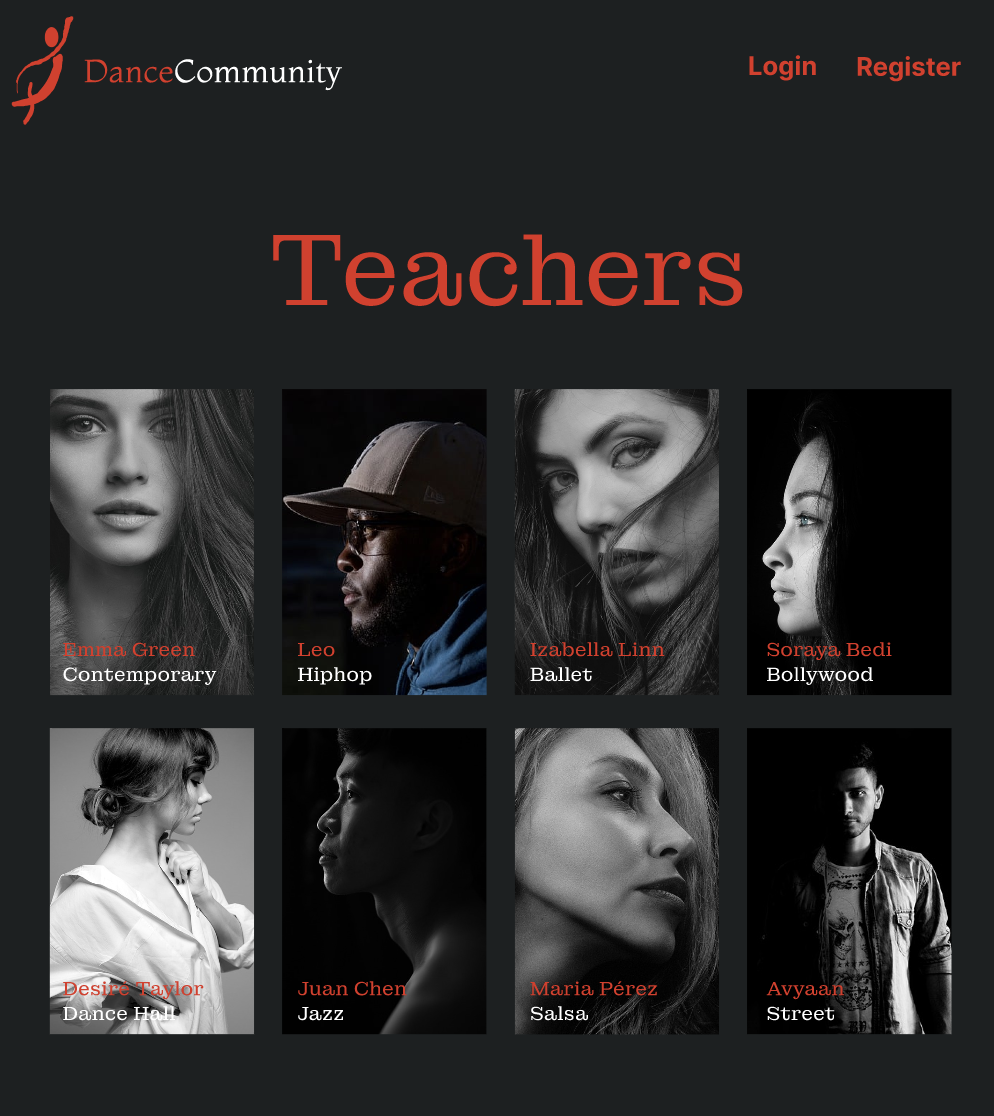 DanceCommunity
Login Register
Teachers
Emma Green
Contemporary
Leo
Hiphop
Izabella Linn
Ballet
Soraya Bedi
Bollywood
Desiré Taylor
Dance Hall
Juan Chen
Jazz
Maria Pérez
Salsa
Avyaan
Street